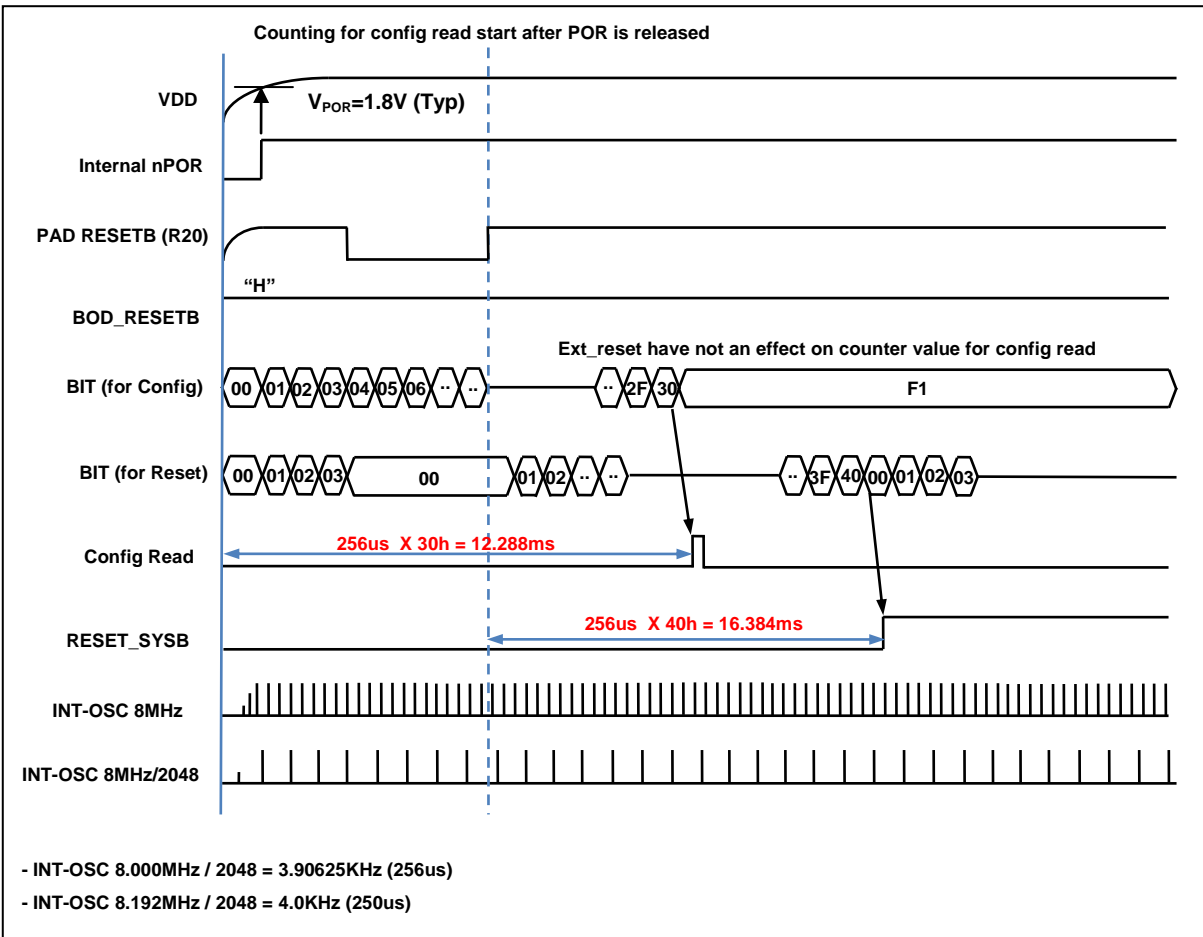 Counting for config read start after POR is released
VDD
VPOR=1.8V (Typ)
Internal nPOR
PAD RESETB (R20)
“H”
BOD_RESETB
Ext_reset have not an effect on counter value for config read
BIT (for Config) 00 01 02 03 04 05 06 ·· ·· ·· 2F 30 F1
BIT (for Reset) 00 01 02 03 00 01 02 ·· ·· ·· 3F 40 00 01 02 03
256us X 30h = 12.288ms
Config Read
256us X 40h = 16.384ms
RESET_SYSB
INT-OSC 8MHz
INT-OSC 8MHz/2048
- INT-OSC 8.000MHz / 2048 = 3.90625KHz (256us)
- INT-OSC 8.192MHz / 2048 = 4.0KHz (250us)